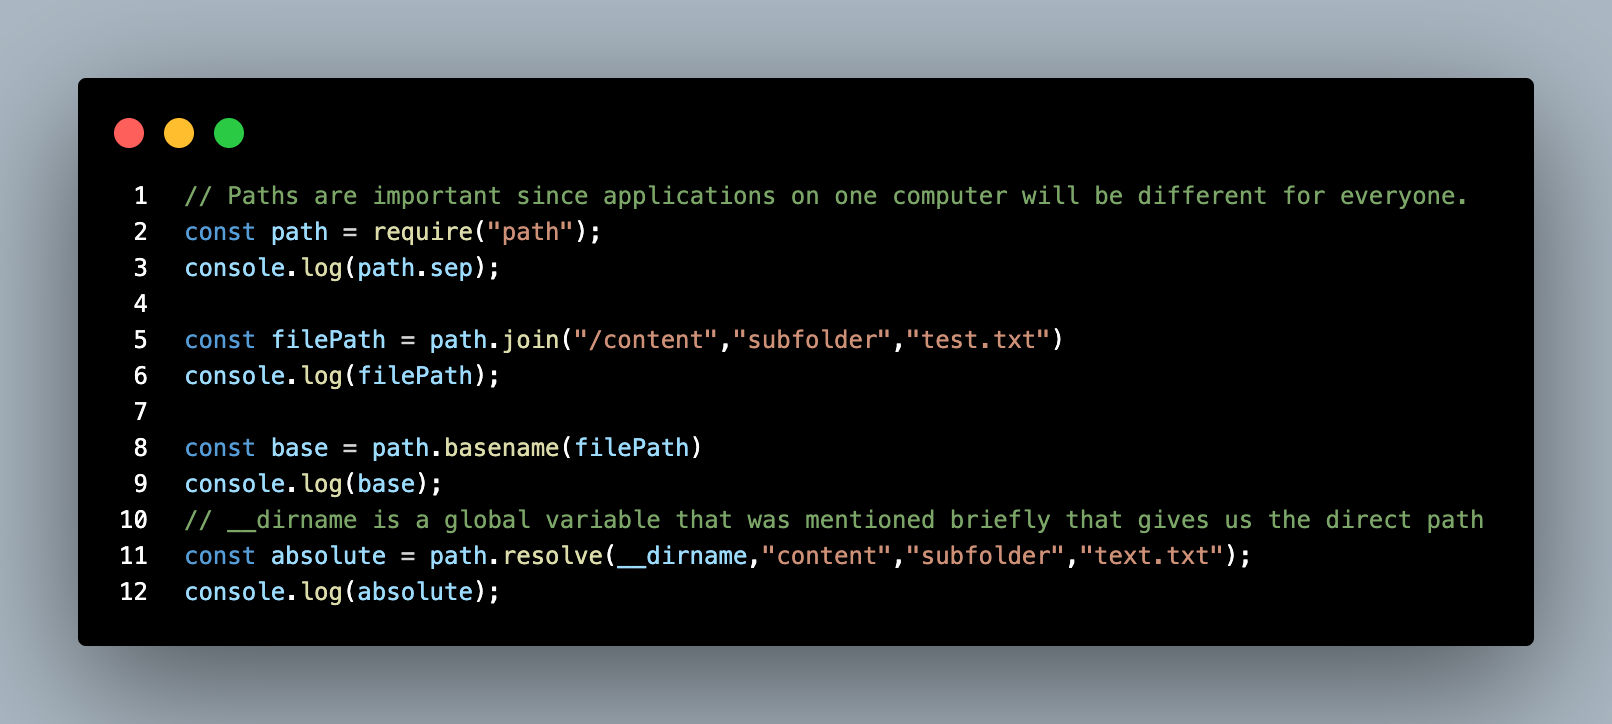 1 // Paths are important since applications on one computer will be different for everyone.
2 const path = require("path");
3 console.log(path.sep);
4
5 const filePath = path.join("/content","subfolder","test.txt")
6 console.log(filePath);
7
8 const base = path.basename(filePath)
9 console.log(base);
10 // __dirname is a global variable that was mentioned briefly that gives us the direct path
11 const absolute = path.resolve(__dirname,"content","subfolder","text.txt");
12 console.log(absolute);